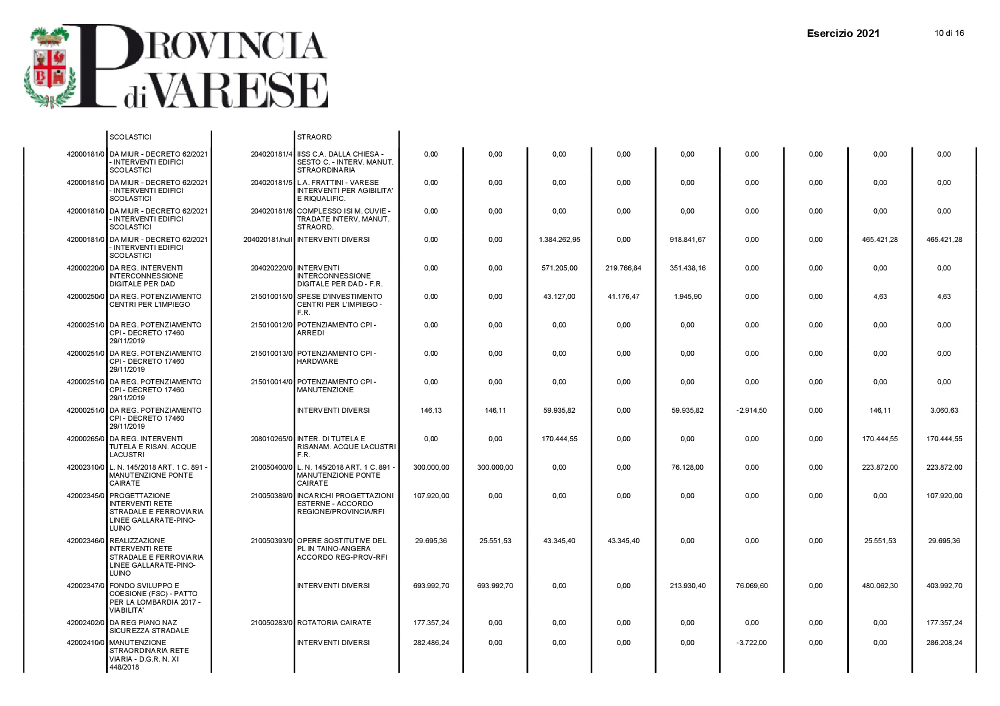 PROVINCIA
di VARESE
Esercizio 2021 10 di 16
SCOLASTICI STRAORD
42000181/0 DA MIUR - DECRETO 62/2021 204020181/4 IISS C.A. DALLA CHIESA - 0,00 0,00 0,00 0,00 0,00 0,00 0,00 0,00 0,00
- INTERVENTI EDIFICI SESTO C. - INTERV. MANUT.
SCOLASTICI STRAORDINARIA
42000181/0 DA MIUR - DECRETO 62/2021 204020181/5 L.A. FRATTINI - VARESE 0,00 0,00 0,00 0,00 0,00 0,00 0,00 0,00 0,00
- INTERVENTI EDIFICI INTERVENTI PER AGIBILITA'
SCOLASTICI E RIQUALIFIC.
42000181/0 DA MIUR - DECRETO 62/2021 204020181/6 COMPLESSO ISI M. CUVIE - 0,00 0,00 0,00 0,00 0,00 0,00 0,00 0,00 0,00
- INTERVENTI EDIFICI TRADATE INTERV, MANUT.
SCOLASTICI STRAORD.
42000181/0 DA MIUR - DECRETO 62/2021 204020181/null INTERVENTI DIVERSI 0,00 0,00 1.384.262,95 0,00 918.841,67 0,00 0,00 465.421,28 465.421,28
- INTERVENTI EDIFICI
SCOLASTICI
42000220/0 DA REG. INTERVENTI 204020220/0 INTERVENTI 0,00 0,00 571.205,00 219.766,84 351.438,16 0,00 0,00 0,00 0,00
INTERCONNESSIONE INTERCONNESSIONE
DIGITALE PER DAD DIGITALE PER DAD - F.R.
42000250/0 DA REG. POTENZIAMENTO 215010015/0 SPESE D'INVESTIMENTO 0,00 0,00 43.127,00 41.176,47 1.945,90 0,00 0,00 4,63 4,63
CENTRI PER L'IMPIEGO CENTRI PER L'IMPIEGO -
F.R.
42000251/0 DA REG. POTENZIAMENTO 215010012/0 POTENZIAMENTO CPI - 0,00 0,00 0,00 0,00 0,00 0,00 0,00 0,00 0,00
CPI - DECRETO 17460 ARREDI
29/11/2019
42000251/0 DA REG. POTENZIAMENTO 215010013/0 POTENZIAMENTO CPI - 0,00 0,00 0,00 0,00 0,00 0,00 0,00 0,00 0,00
CPI - DECRETO 17460 HARDWARE
29/11/2019
42000251/0 DA REG. POTENZIAMENTO 215010014/0 POTENZIAMENTO CPI - 0,00 0,00 0,00 0,00 0,00 0,00 0,00 0,00 0,00
CPI - DECRETO 17460 MANUTENZIONE
29/11/2019
42000251/0 DA REG. POTENZIAMENTO INTERVENTI DIVERSI 146,13 146,11 59.935,82 0,00 59.935,82 -2.914,50 0,00 146,11 3.060,63
CPI - DECRETO 17460
29/11/2019
42000265/0 DA REG. INTERVENTI 208010265/0 INTER. DI TUTELA E 0,00 0,00 170.444,55 0,00 0,00 0,00 0,00 170.444,55 170.444,55
TUTELA E RISAN. ACQUE RISANAM. ACQUE LACUSTRI
LACUSTRI F.R.
42002310/0 L. N. 145/2018 ART. 1 C. 891 - 210050400/0 L. N. 145/2018 ART. 1 C. 891 - 300.000,00 300.000,00 0,00 0,00 76.128,00 0,00 0,00 223.872,00 223.872,00
MANUTENZIONE PONTE MANUTENZIONE PONTE
CAIRATE CAIRATE
42002345/0 PROGETTAZIONE 210050389/0 INCARICHI PROGETTAZIONI 107.920,00 0,00 0,00 0,00 0,00 0,00 0,00 0,00 107.920,00
INTERVENTI RETE ESTERNE - ACCORDO
STRADALE E FERROVIARIA REGIONE/PROVINCIA/RFI
LINEE GALLARATE-PINO-
LUINO
42002346/0 REALIZZAZIONE 210050393/0 OPERE SOSTITUTIVE DEL 29.695,36 25.551,53 43.345,40 43.345,40 0,00 0,00 0,00 25.551,53 29.695,36
INTERVENTI RETE PL IN TAINO-ANGERA
STRADALE E FERROVIARIA ACCORDO REG-PROV-RFI
LINEE GALLARATE-PINO-
LUINO
42002347/0 FONDO SVILUPPO E INTERVENTI DIVERSI 693.992,70 693.992,70 0,00 0,00 213.930,40 76.069,60 0,00 480.062,30 403.992,70
COESIONE (FSC) - PATTO
PER LA LOMBARDIA 2017 -
VIABILITA'
42002402/0 DA REG PIANO NAZ 210050283/0 ROTATORIA CAIRATE 177.357,24 0,00 0,00 0,00 0,00 0,00 0,00 0,00 177.357,24
SICUREZZA STRADALE
42002410/0 MANUTENZIONE INTERVENTI DIVERSI 282.486,24 0,00 0,00 0,00 0,00 -3.722,00 0,00 0,00 286.208,24
STRAORDINARIA RETE
VIARIA - D.G.R. N. XI
448/2018